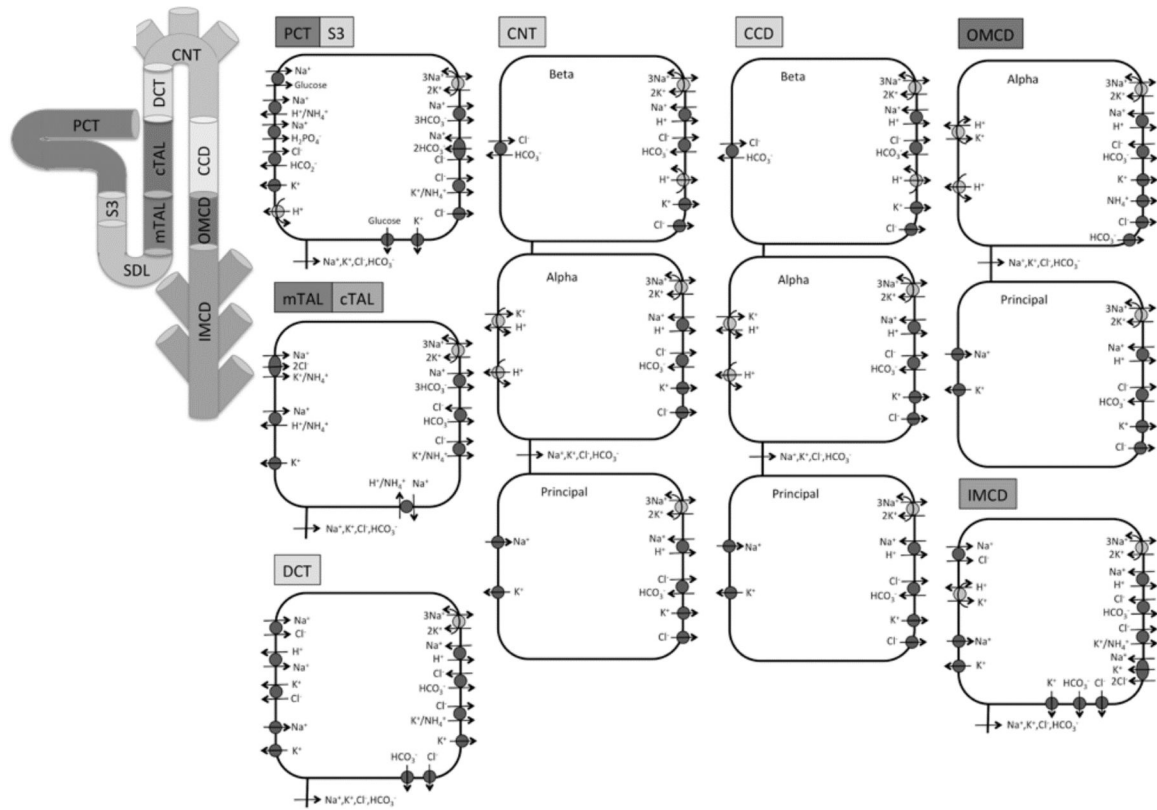 CNT
DCT
PCT
cTAL
CCD
S3
mTAL
OMCD
SDL
IMCD
PCT S3
Na⁺
Glucose
Na⁺
H⁺/NH₄⁺
Na⁺
H₂PO₄⁻
Cl⁻
HCO₂⁻
K⁺
H⁺
3Na⁺
2K⁺
Na⁺
3HCO₃⁻
Na⁺
2HCO₃⁻
Cl⁻
Cl⁻
K⁺/NH₄⁺
Cl⁻
Glucose K⁺
Na⁺,K⁺,Cl⁻,HCO₃⁻
mTAL cTAL
Na⁺
2Cl⁻
K⁺/NH₄⁺
Na⁺
H⁺/NH₄⁺
K⁺
3Na⁺
2K⁺
Na⁺
3HCO₃⁻
Cl⁻
HCO₃⁻
Cl⁻
K⁺/NH₄⁺
H⁺/NH₄⁺ Na⁺
Na⁺,K⁺,Cl⁻,HCO₃⁻
DCT
Na⁺
Cl⁻
H⁺
Na⁺
K⁺
Cl⁻
Na⁺
K⁺
3Na⁺
2K⁺
Na⁺
H⁺
Cl⁻
HCO₃⁻
Cl⁻
K⁺/NH₄⁺
K⁺
HCO₃⁻ Cl⁻
Na⁺,K⁺,Cl⁻,HCO₃⁻
CNT
Beta
Cl⁻
HCO₃⁻
3Na⁺
2K⁺
Na⁺
H⁺
Cl⁻
HCO₃⁻
H⁺
K⁺
Cl⁻
Alpha
K⁺
H⁺
H⁺
3Na⁺
2K⁺
Na⁺
H⁺
Cl⁻
HCO₃⁻
K⁺
Cl⁻
Na⁺,K⁺,Cl⁻,HCO₃⁻
Principal
Na⁺
K⁺
3Na⁺
2K⁺
Na⁺
H⁺
Cl⁻
HCO₃⁻
K⁺
Cl⁻
CCD
Beta
Cl⁻
HCO₃⁻
3Na⁺
2K⁺
Na⁺
H⁺
Cl⁻
HCO₃⁻
H⁺
K⁺
Cl⁻
Alpha
K⁺
H⁺
H⁺
3Na⁺
2K⁺
Na⁺
H⁺
Cl⁻
HCO₃⁻
K⁺
Cl⁻
Na⁺,K⁺,Cl⁻,HCO₃⁻
Principal
Na⁺
K⁺
3Na⁺
2K⁺
Na⁺
H⁺
Cl⁻
HCO₃⁻
K⁺
Cl⁻
OMCD
Alpha
H⁺
K⁺
H⁺
3Na⁺
2K⁺
Na⁺
H⁺
Cl⁻
HCO₃⁻
K⁺
NH₄⁺
Cl⁻
HCO₃⁻
Na⁺,K⁺,Cl⁻,HCO₃⁻
Principal
Na⁺
K⁺
3Na⁺
2K⁺
Na⁺
H⁺
Cl⁻
HCO₃⁻
K⁺
Cl⁻
IMCD
Na⁺
Cl⁻
H⁺
K⁺
Na⁺
K⁺
3Na⁺
2K⁺
Na⁺
H⁺
Cl⁻
HCO₃⁻
Cl⁻
K⁺/NH₄⁺
Na⁺
K⁺
2Cl⁻
K⁺ HCO₃⁻ Cl⁻
Na⁺,K⁺,Cl⁻,HCO₃⁻